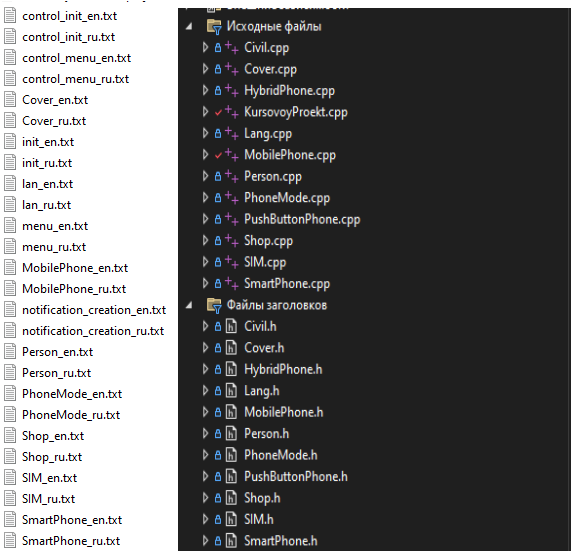 control_init_en.txt
control_init_ru.txt
control_menu_en.txt
control_menu_ru.txt
Cover_en.txt
Cover_ru.txt
init_en.txt
init_ru.txt
lan_en.txt
lan_ru.txt
menu_en.txt
menu_ru.txt
MobilePhone_en.txt
MobilePhone_ru.txt
notification_creation_en.txt
notification_creation_ru.txt
Person_en.txt
Person_ru.txt
PhoneMode_en.txt
PhoneMode_ru.txt
Shop_en.txt
Shop_ru.txt
SIM_en.txt
SIM_ru.txt
SmartPhone_en.txt
SmartPhone_ru.txt
Исходные файлы
Civil.cpp
Cover.cpp
HybridPhone.cpp
KursovoyProekt.cpp
Lang.cpp
MobilePhone.cpp
Person.cpp
PhoneMode.cpp
PushButtonPhone.cpp
Shop.cpp
SIM.cpp
SmartPhone.cpp
Файлы заголовков
Civil.h
Cover.h
HybridPhone.h
Lang.h
MobilePhone.h
Person.h
PhoneMode.h
PushButtonPhone.h
Shop.h
SIM.h
SmartPhone.h